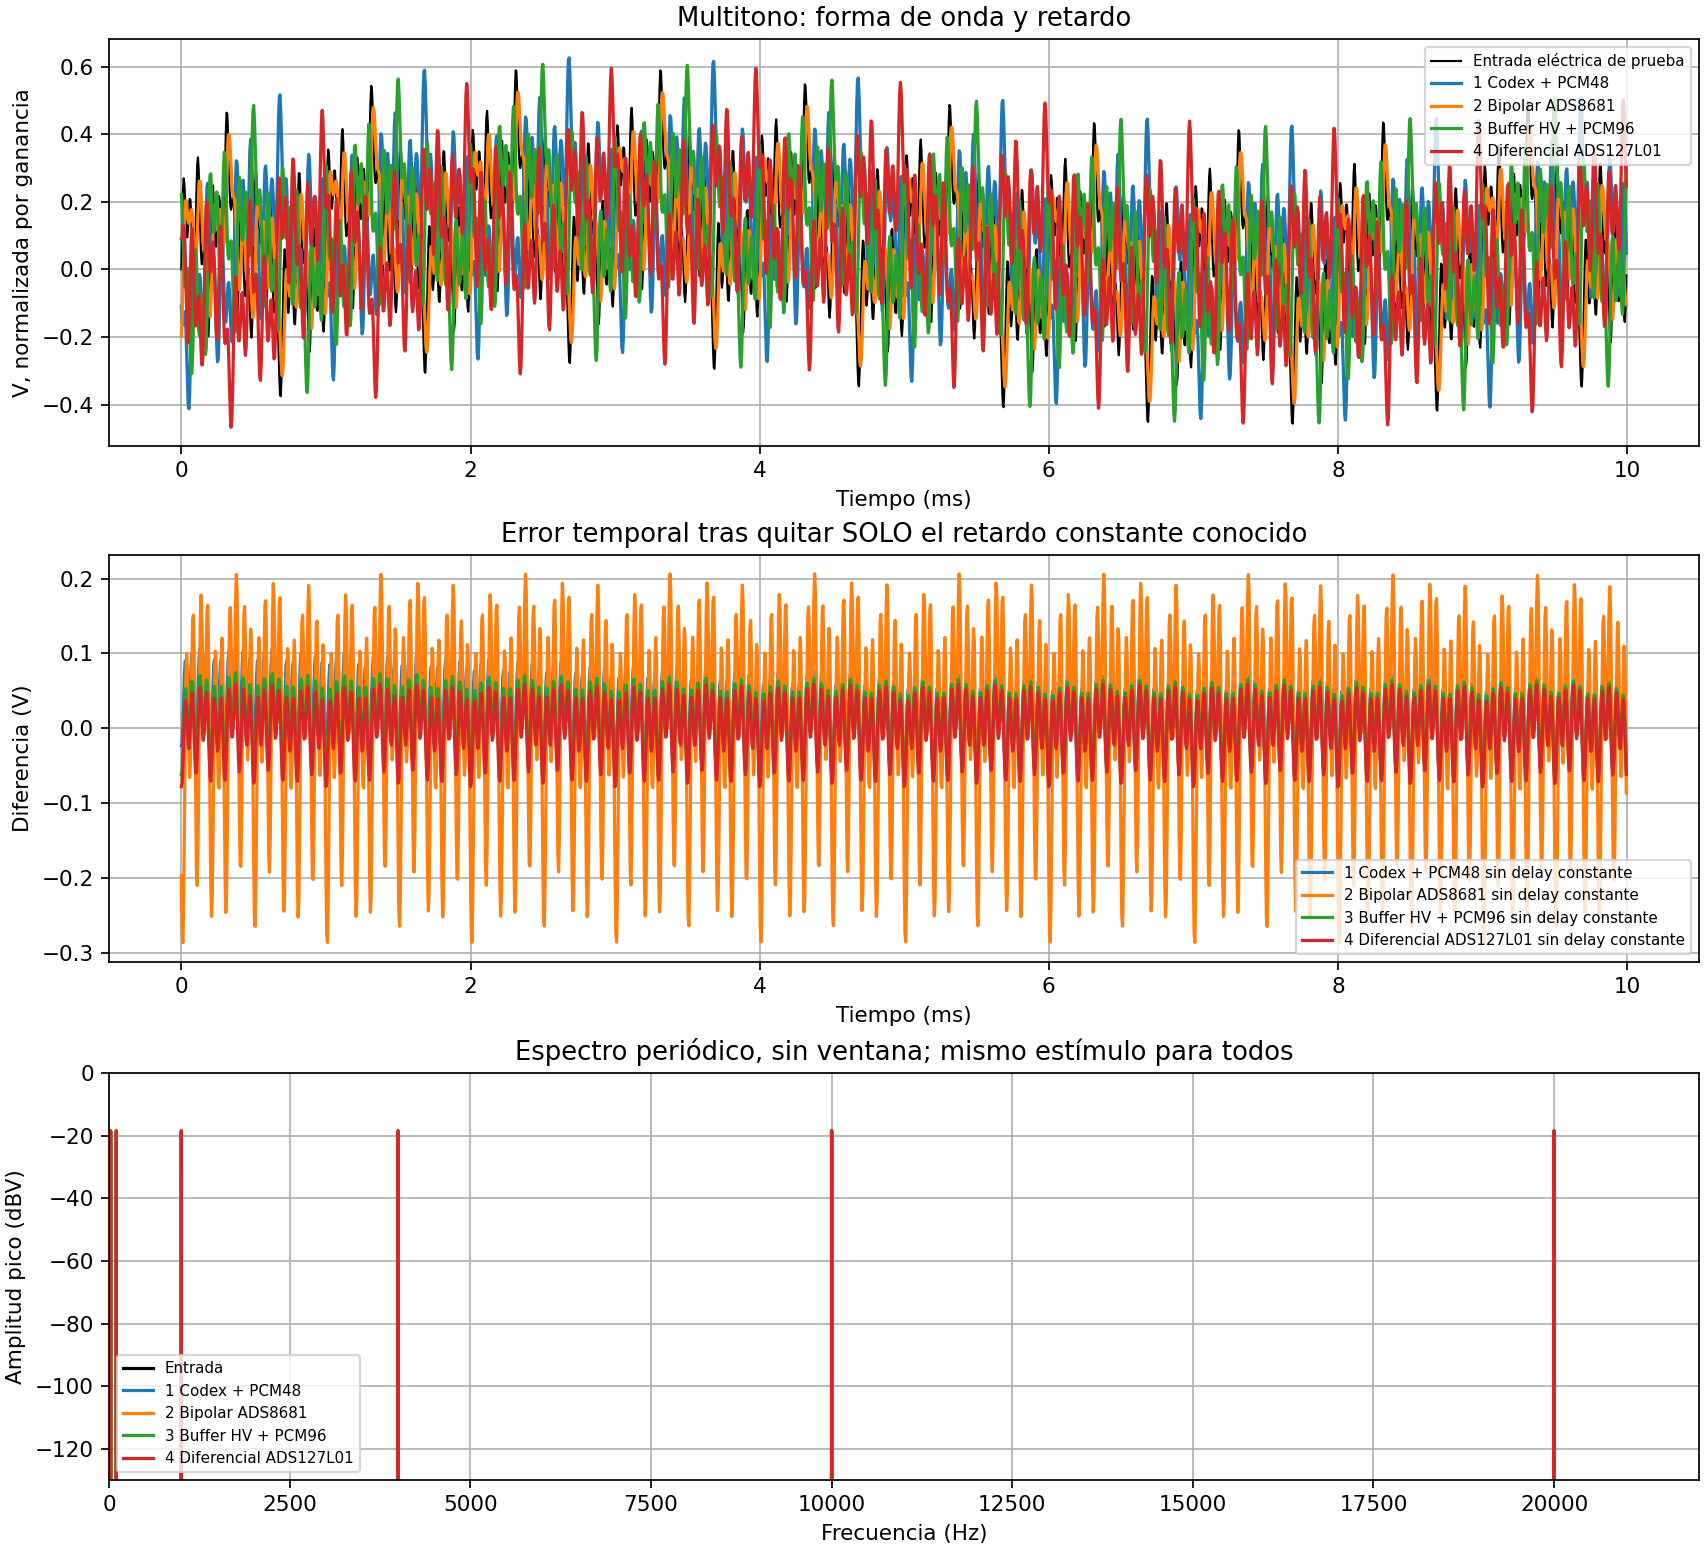 Multitono: forma de onda y retardo
V, normalizada por ganancia
0.6
0.4
0.2
0.0
−0.2
−0.4
Entrada eléctrica de prueba
1 Codex + PCM48
2 Bipolar ADS8681
3 Buffer HV + PCM96
4 Diferencial ADS127L01
0 2 4 6 8 10
Tiempo (ms)
Error temporal tras quitar SOLO el retardo constante conocido
Diferencia (V)
0.2
0.1
0.0
−0.1
−0.2
−0.3
1 Codex + PCM48 sin delay constante
2 Bipolar ADS8681 sin delay constante
3 Buffer HV + PCM96 sin delay constante
4 Diferencial ADS127L01 sin delay constante
0 2 4 6 8 10
Tiempo (ms)
Espectro periódico, sin ventana; mismo estímulo para todos
Amplitud pico (dBV)
0
−20
−40
−60
−80
−100
−120
Entrada
1 Codex + PCM48
2 Bipolar ADS8681
3 Buffer HV + PCM96
4 Diferencial ADS127L01
0 2500 5000 7500 10000 12500 15000 17500 20000
Frecuencia (Hz)